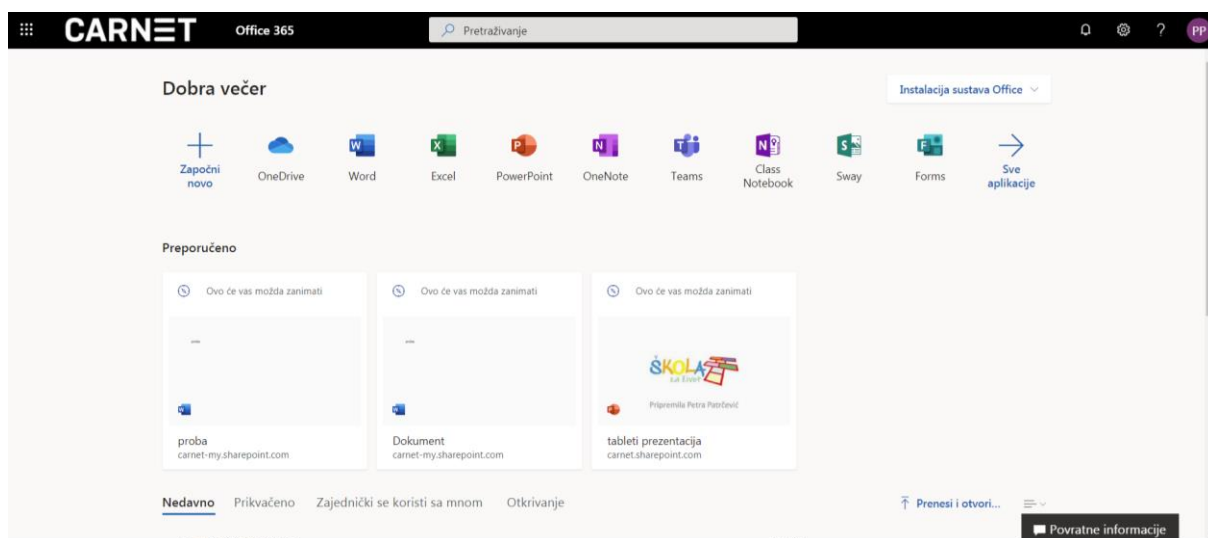 CARNET Office 365 Pretraživanje PP
Dobra večer
Instalacija sustava Office
Započni novo
OneDrive
Word
Excel
PowerPoint
OneNote
Teams
Class Notebook
Sway
Forms
Sve aplikacije
Preporučeno
Ovo će vas možda zanimati
proba
carnet-my.sharepoint.com
Ovo će vas možda zanimati
Dokument
carnet-my.sharepoint.com
Ovo će vas možda zanimati
ŠKOLA
za život
Pripremila Petra Patrčević
tableti prezentacija
carnet.sharepoint.com
Nedavno Prikvačeno Zajednički se koristi sa mnom Otkrivanje
Prenesi i otvori...
Povratne informacije